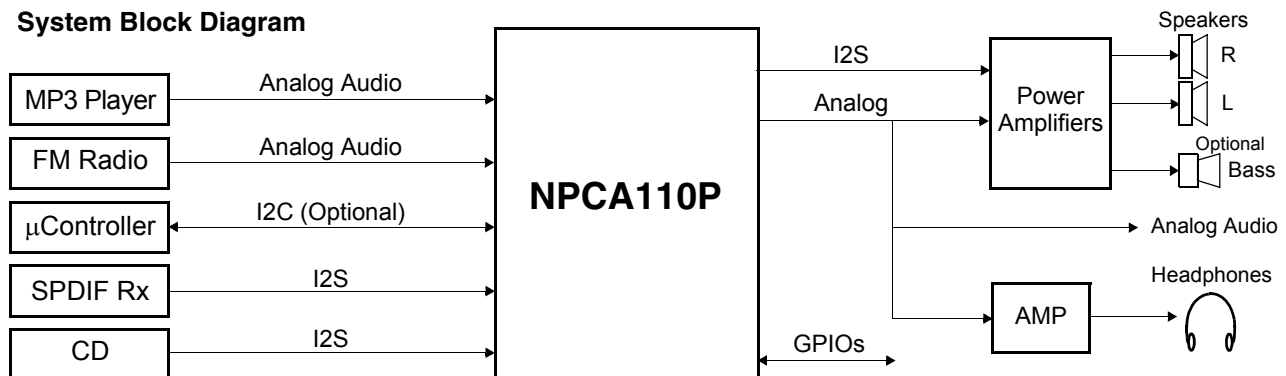 System Block Diagram
MP3 Player
Analog Audio
FM Radio
Analog Audio
μController
I2C (Optional)
SPDIF Rx
I2S
CD
I2S
NPCA110P
I2S
Analog
GPIOs
Power
Amplifiers
Speakers
R
L
Optional
Bass
Analog Audio
AMP
Headphones